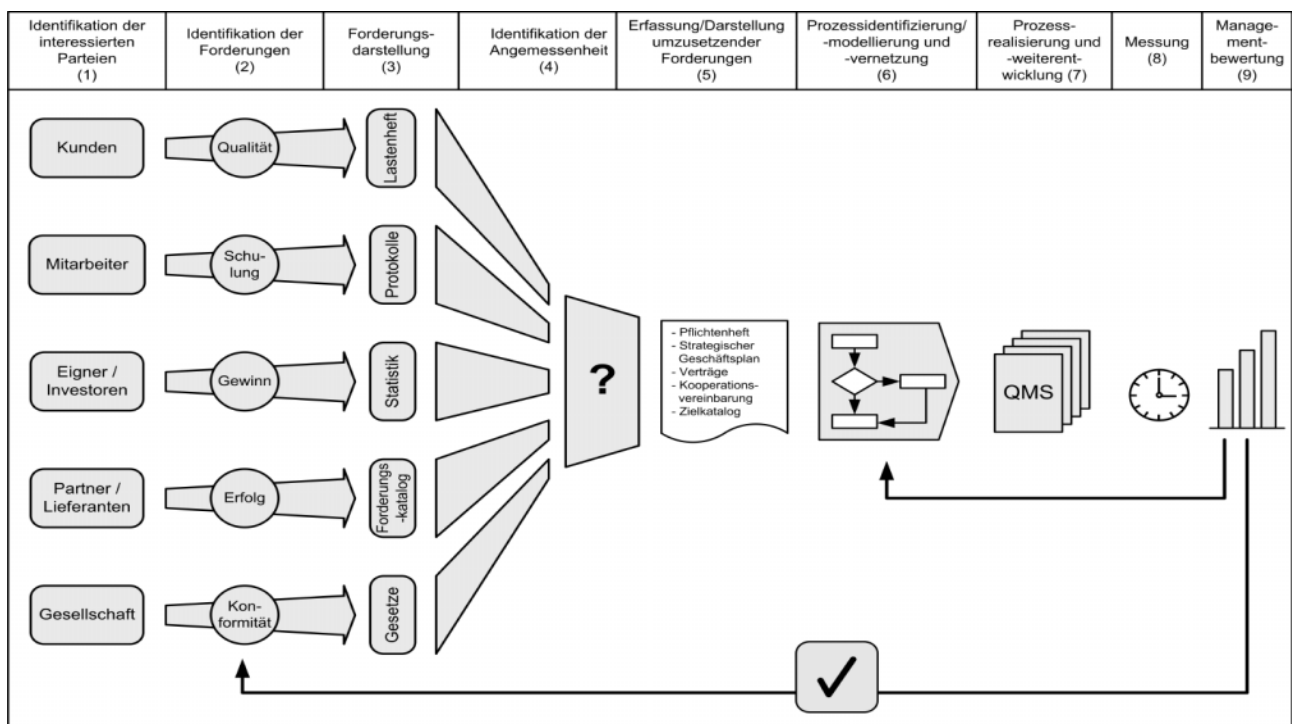 Identifikation der
interessierten
Parteien
(1)
Identifikation der
Forderungen
(2)
Forderungs-
darstellung
(3)
Identifikation der
Angemessenheit
(4)
Erfassung/Darstellung
umzusetzender
Forderungen
(5)
Prozessidentifizierung/
-modellierung und
-vernetzung
(6)
Prozess-
realisierung und
-weiterent-
wicklung (7)
Messung
(8)
Manage-
ment-
bewertung
(9)
Kunden
Qualität
Lastenheft
Mitarbeiter
Schu-
lung
Protokolle
Eigner /
Investoren
Gewinn
Statistik
Partner /
Lieferanten
Erfolg
Forderungs
-katalog
Gesellschaft
Kon-
formität
Gesetze
?
- Pflichtenheft
- Strategischer
Geschäftsplan
- Verträge
- Kooperations-
vereinbarung
- Zielkatalog
QMS